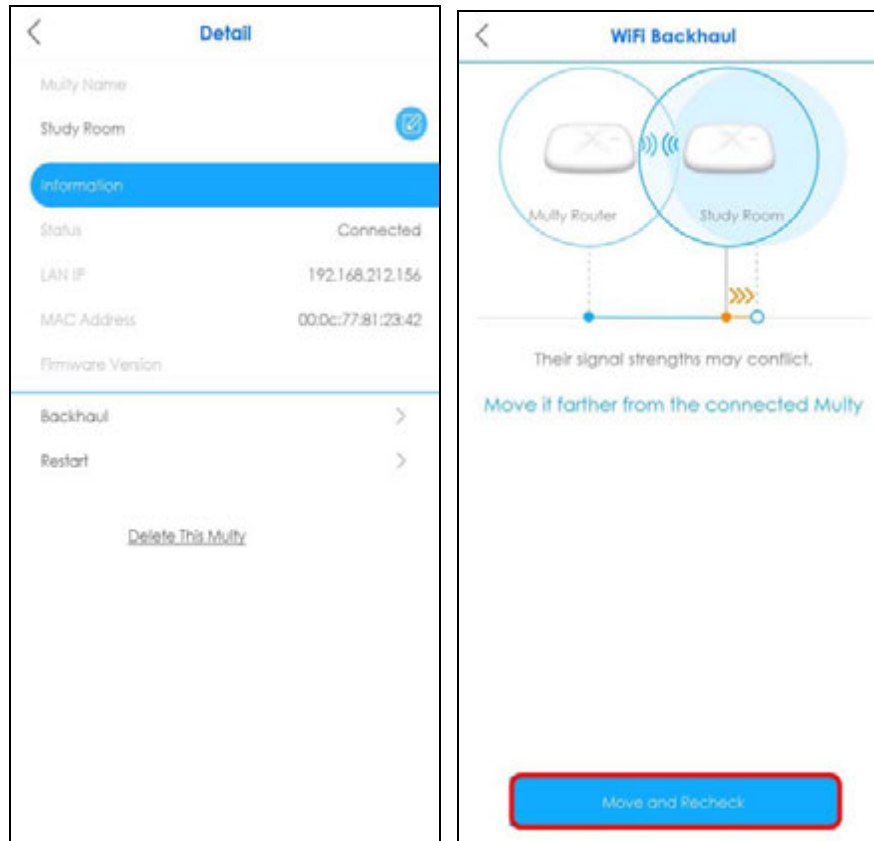 Detail
Multy Name
Study Room
Information
Status Connected
LAN IP 192.168.212.156
MAC Address 00:0c:77:81:23:42
Firmware Version
Backhaul
Restart
Delete This Multy
WiFi Backhaul
Multy Router Study Room
Their signal strengths may conflict.
Move it farther from the connected Multy
Move and Recheck